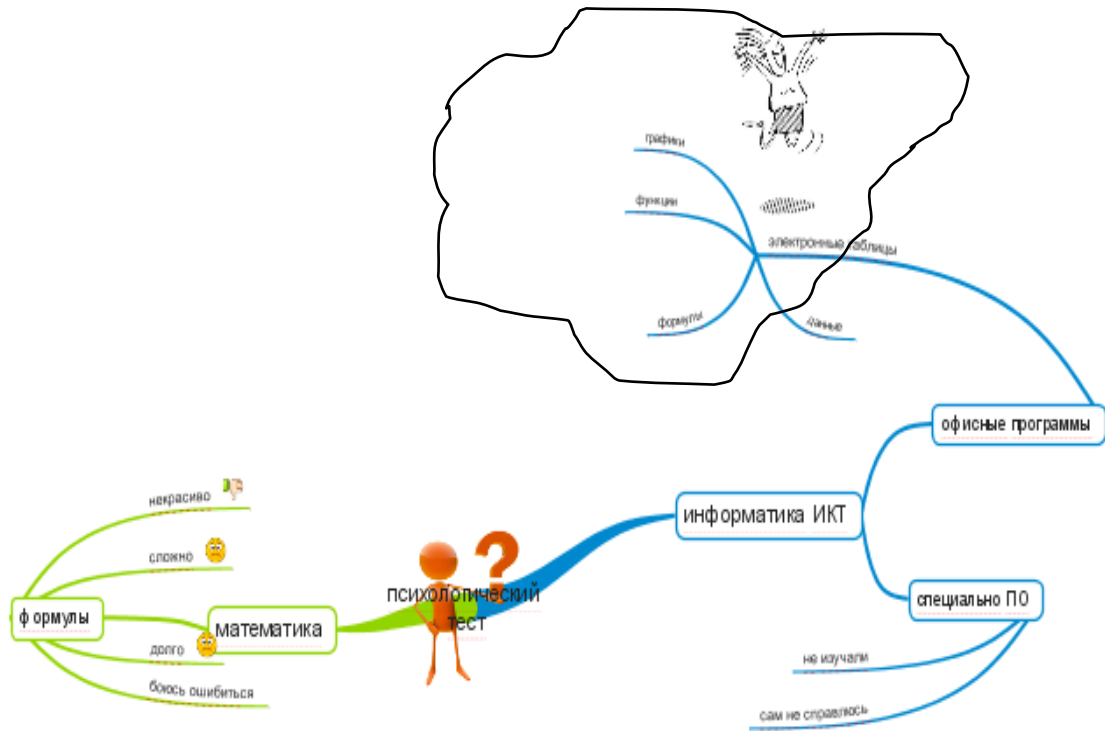 графики
функции
электронные таблицы
формулы
данные
офисные программы
информатика ИКТ
специально ПО
не изучали
сам не справлюсь
психологический
тест
математика
формулы
некрасиво
сложно
долго
боюсь ошибиться